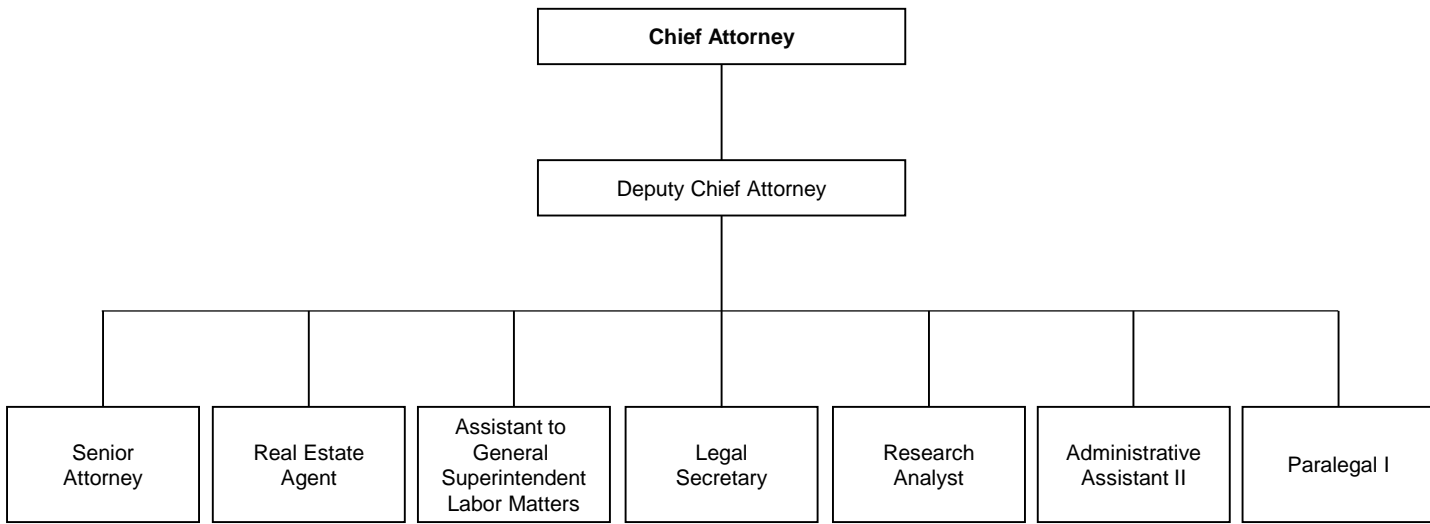 Chief Attorney
Deputy Chief Attorney
Senior
Attorney
Real Estate
Agent
Assistant to
General
Superintendent
Labor Matters
Legal
Secretary
Research
Analyst
Administrative
Assistant II
Paralegal I